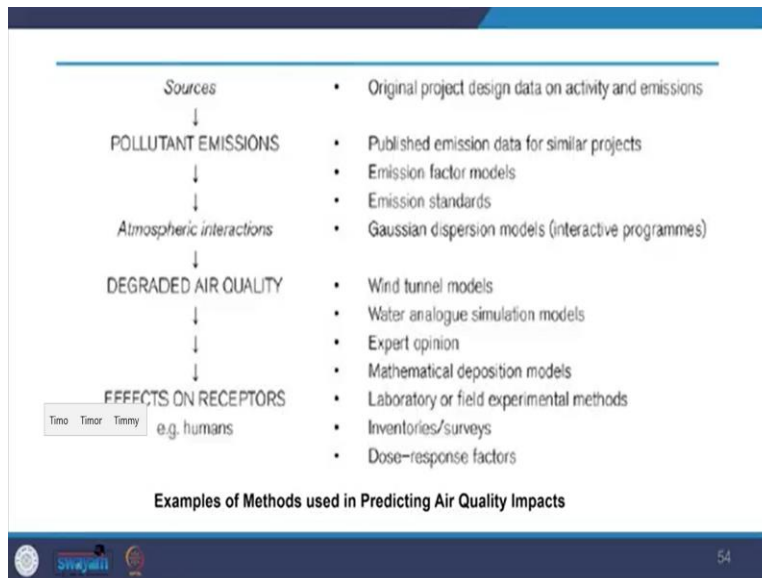 Sources • Original project design data on activity and emissions
↓
POLLUTANT EMISSIONS • Published emission data for similar projects
↓ • Emission factor models
↓ • Emission standards
Atmospheric interactions • Gaussian dispersion models (interactive programmes)
↓
DEGRADED AIR QUALITY • Wind tunnel models
↓ • Water analogue simulation models
↓ • Expert opinion
↓ • Mathematical deposition models
EFFECTS ON RECEPTORS • Laboratory or field experimental methods
Timo Timor Timmy
e.g. humans • Inventories/surveys
• Dose–response factors
Examples of Methods used in Predicting Air Quality Impacts
swayam
54